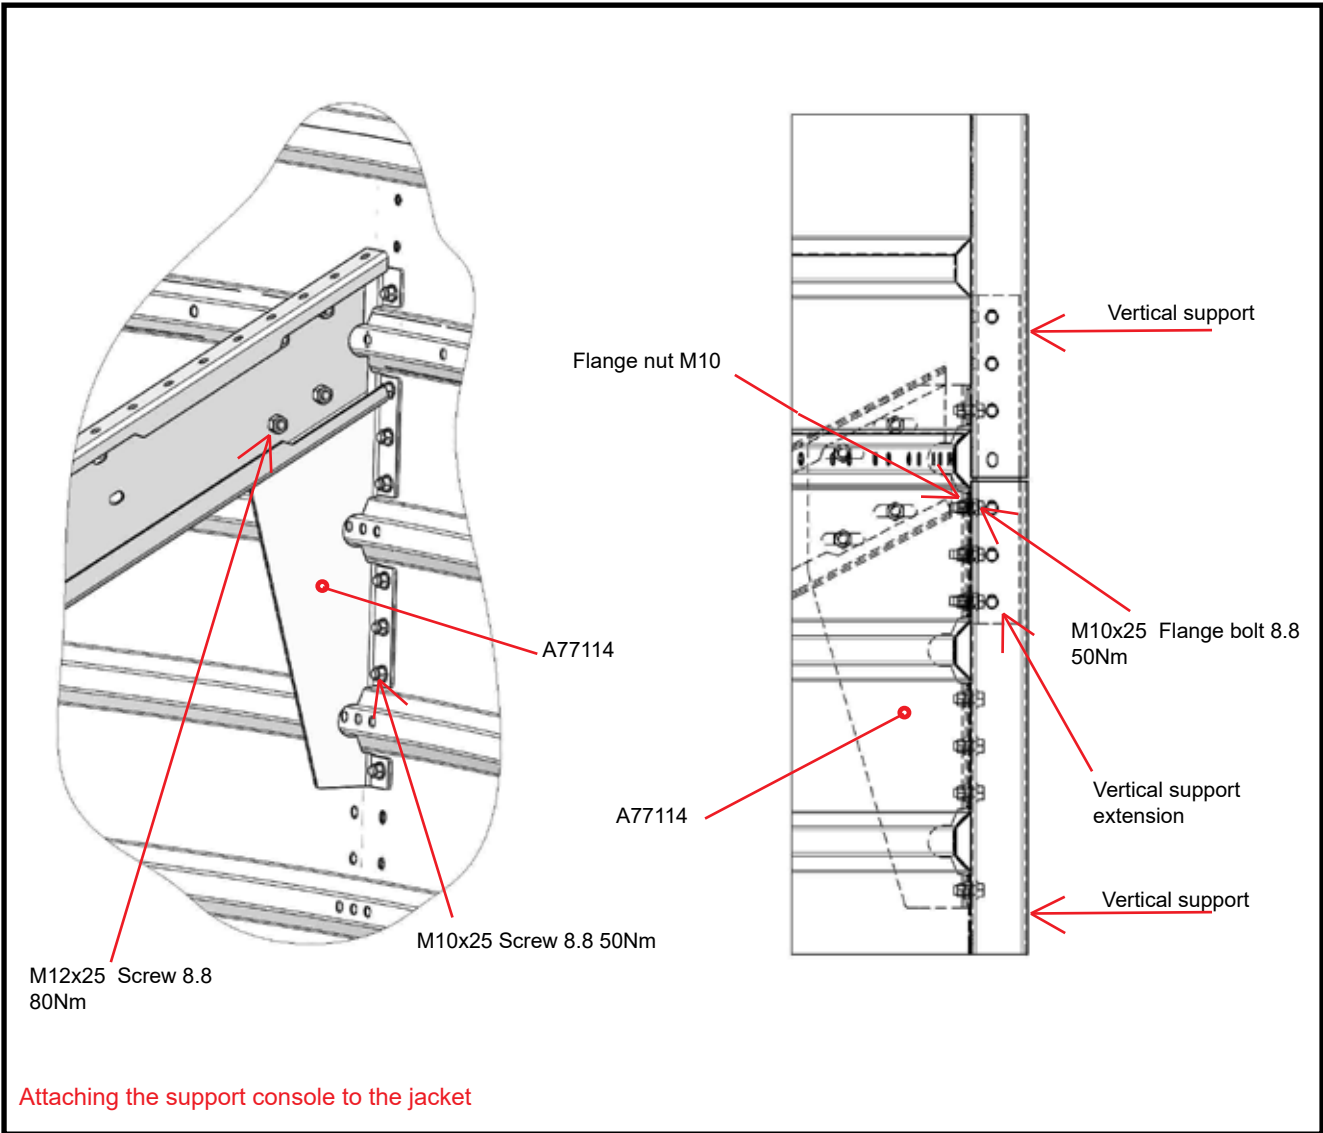 Vertical support
Flange nut M10
A77114
M10x25  Flange bolt 8.8
50Nm
A77114
Vertical support
extension
Vertical support
M10x25 Screw 8.8 50Nm
M12x25  Screw 8.8
80Nm
Attaching the support console to the jacket